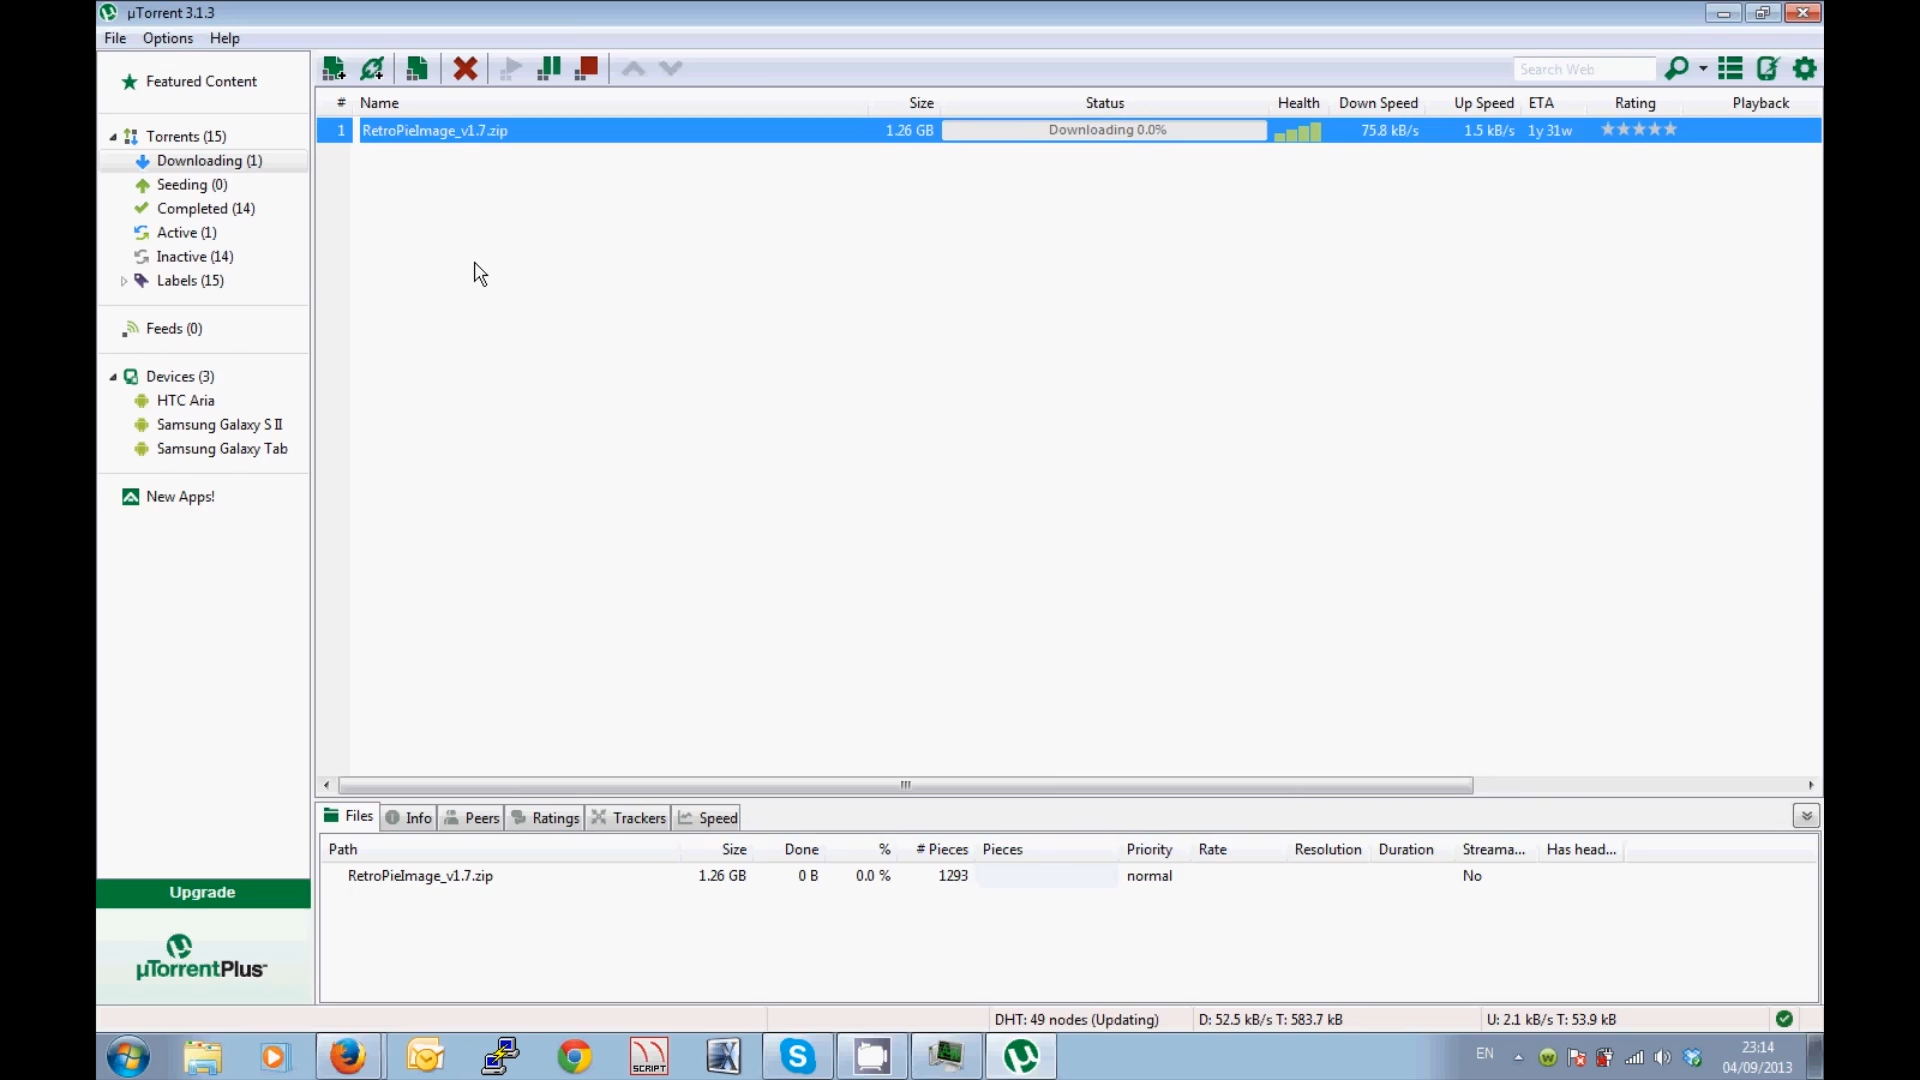 µTorrent 3.1.3
File Options Help
Featured Content
Torrents (15)
Downloading (1)
Seeding (0)
Completed (14)
Active (1)
Inactive (14)
Labels (15)
Feeds (0)
Devices (3)
HTC Aria
Samsung Galaxy S II
Samsung Galaxy Tab
New Apps!
Upgrade
µTorrentPlus
Search Web
# Name Size Status Health Down Speed Up Speed ETA Rating Playback
1 RetroPieImage_v1.7.zip 1.26 GB Downloading 0.0% 75.8 kB/s 1.5 kB/s 1y 31w
Files Info Peers Ratings Trackers Speed
Path Size Done % # Pieces Pieces Priority Rate Resolution Duration Streama... Has head...
RetroPieImage_v1.7.zip 1.26 GB 0 B 0.0 % 1293 normal No
DHT: 49 nodes (Updating) D: 52.5 kB/s T: 583.7 kB U: 2.1 kB/s T: 53.9 kB
SCRIPT
EN
23:14
04/09/2013